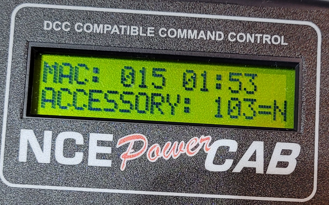 DCC COMPATIBLE COMMAND CONTROL
MAC: 015 01:53
ACCESSORY: 103=N
NCE Power CAB